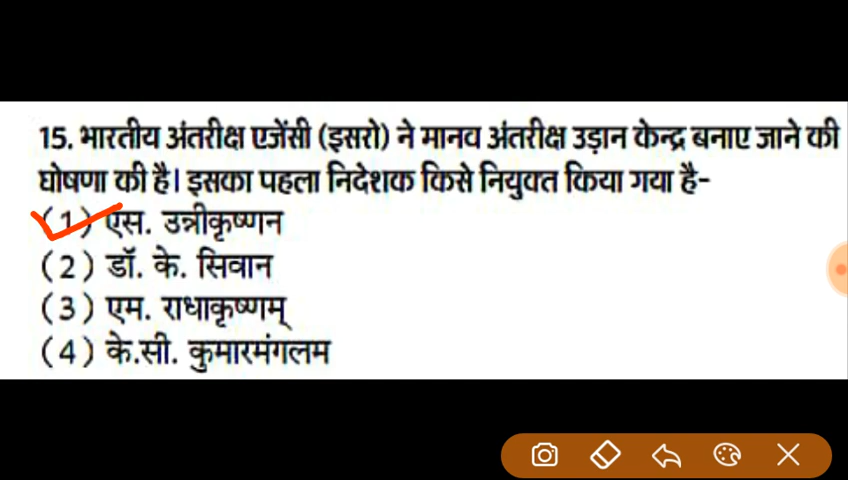 15. भारतीय अंतरीक्ष एजेंसी (इसरो) ने मानव अंतरीक्ष उड़ान केन्द्र बनाए जाने की
घोषणा की है। इसका पहला निदेशक किसे नियुक्त किया गया है-
(1) एस. उन्नीकृष्णन
(2) डॉ. के. सिवान
(3) एम. राधाकृष्णम्
(4) के.सी. कुमारमंगलम